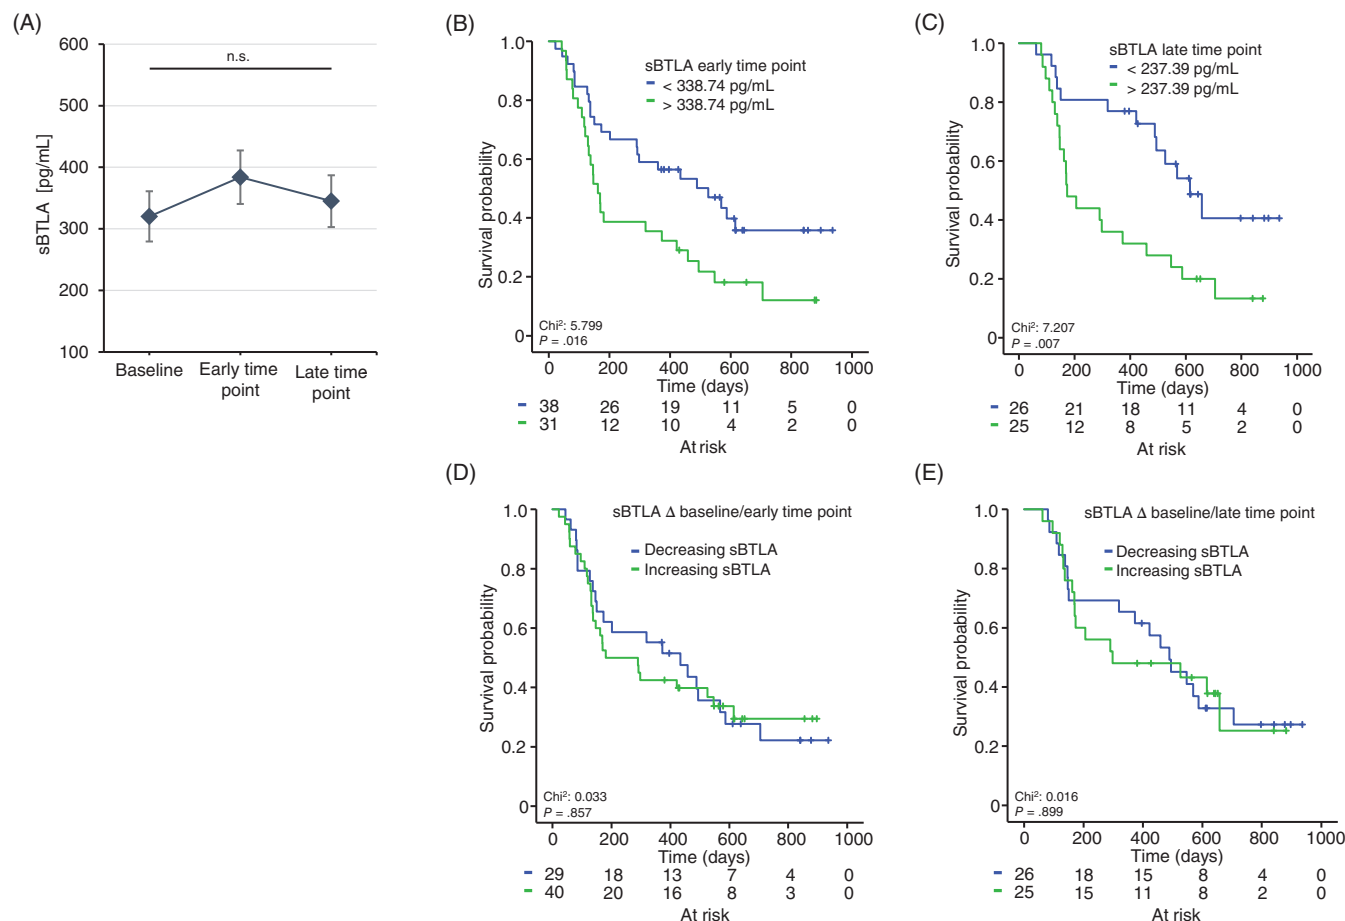 (A)
600
500
400
300
200
100
sBTLA [pg/mL]
n.s.
Baseline
Early time
point
Late time
point
(B)
1.0
0.8
0.6
0.4
0.2
0
Survival probability
sBTLA early time point
< 338.74 pg/mL
> 338.74 pg/mL
Chi²: 5.799
P = .016
0 200 400 600 800 1000
Time (days)
38 26 19 11 5 0
31 12 10 4 2 0
At risk
(C)
1.0
0.8
0.6
0.4
0.2
0
Survival probability
sBTLA late time point
< 237.39 pg/mL
> 237.39 pg/mL
Chi²: 7.207
P = .007
0 200 400 600 800 1000
Time (days)
26 21 18 11 4 0
25 12 8 5 2 0
At risk
(D)
1.0
0.8
0.6
0.4
0.2
0
Survival probability
sBTLA Δ baseline/early time point
Decreasing sBTLA
Increasing sBTLA
Chi²: 0.033
P = .857
0 200 400 600 800 1000
Time (days)
29 18 13 7 4 0
40 20 16 8 3 0
At risk
(E)
1.0
0.8
0.6
0.4
0.2
0
Survival probability
sBTLA Δ baseline/late time point
Decreasing sBTLA
Increasing sBTLA
Chi²: 0.016
P = .899
0 200 400 600 800 1000
Time (days)
26 18 15 8 4 0
25 15 11 8 2 0
At risk